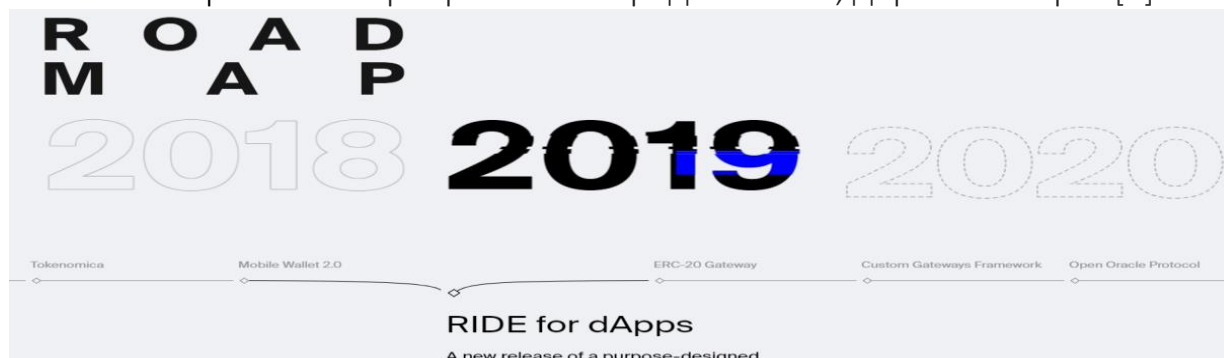 R O A D
M A P
2018 2019 2020
Tokenomica Mobile Wallet 2.0 ERC-20 Gateway Custom Gateways Framework Open Oracle Protocol
RIDE for dApps
A new release of a purpose-designed